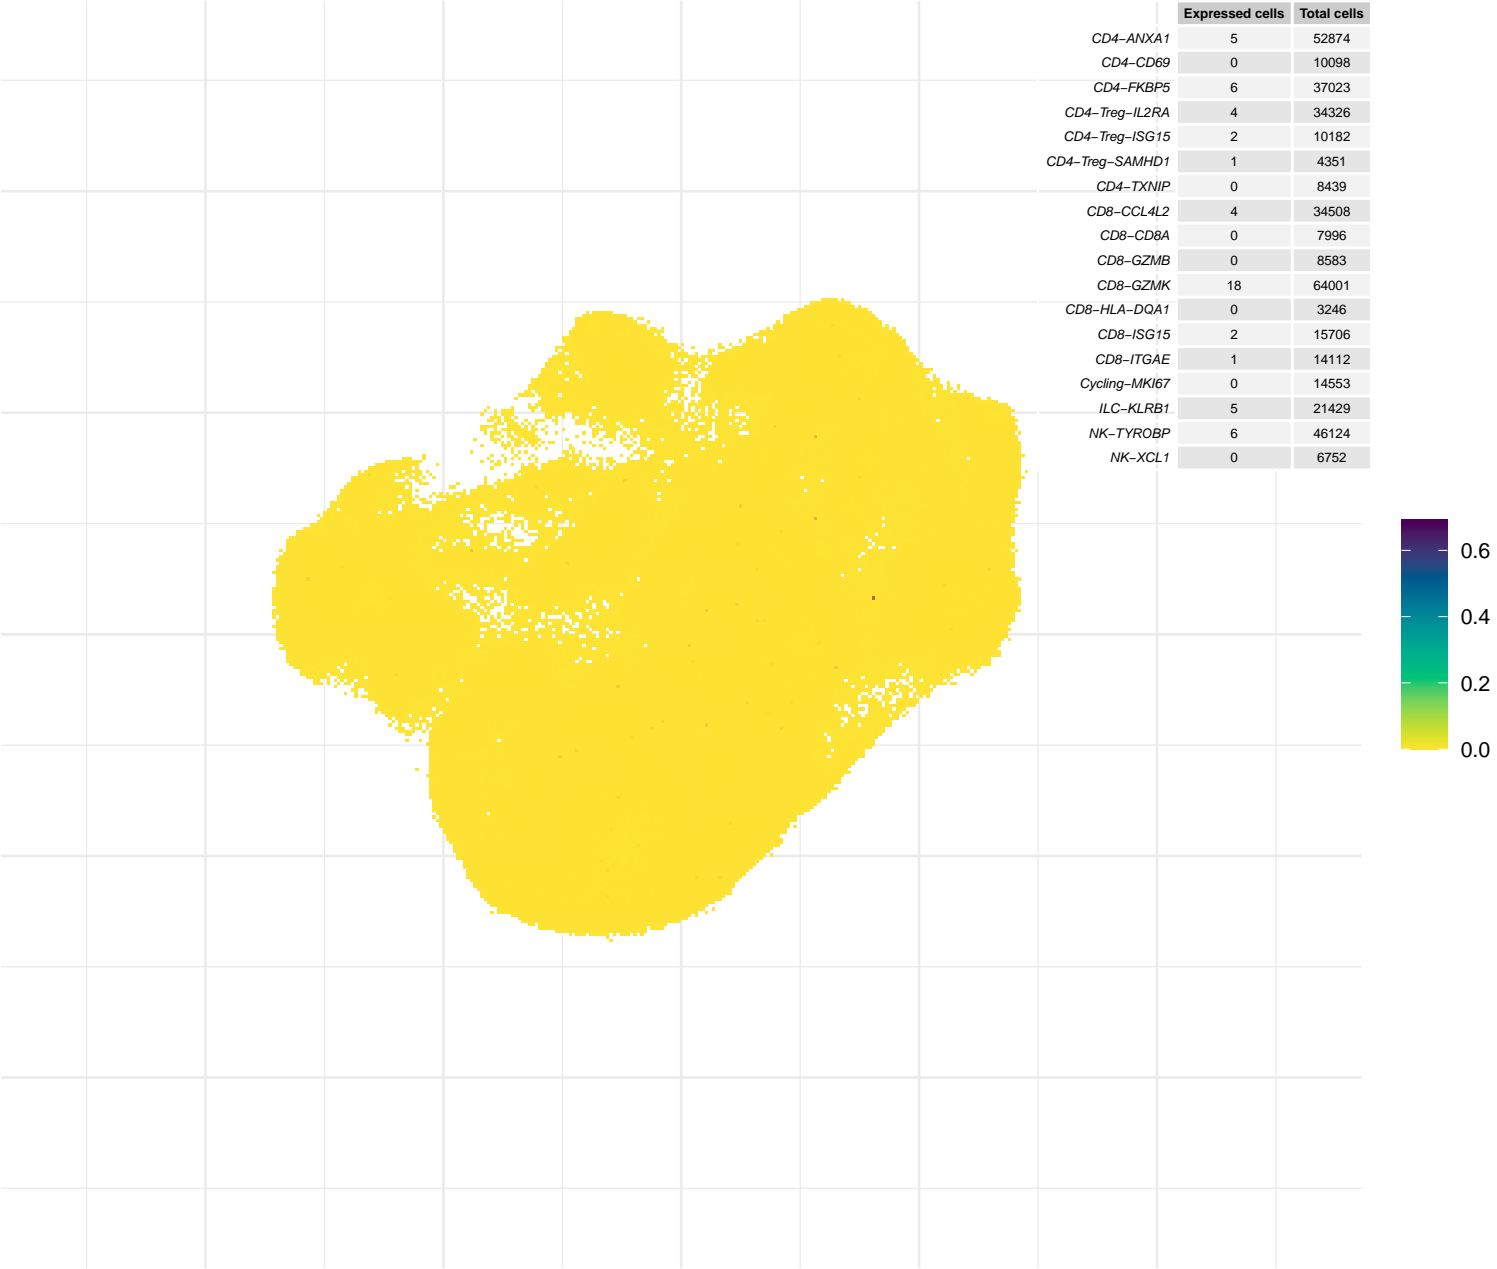 Expressed cells Total cells
CD4−ANXA1 5 52874
CD4−CD69 0 10098
CD4−FKBP5 6 37023
CD4−Treg−IL2RA 4 34326
CD4−Treg−ISG15 2 10182
CD4−Treg−SAMHD1 1 4351
CD4−TXNIP 0 8439
CD8−CCL4L2 4 34508
CD8−CD8A 0 7996
CD8−GZMB 0 8583
CD8−GZMK 18 64001
CD8−HLA−DQA1 0 3246
CD8−ISG15 2 15706
CD8−ITGAE 1 14112
Cycling−MKI67 0 14553
ILC−KLRB1 5 21429
NK−TYROBP 6 46124
NK−XCL1 0 6752
0.6
0.4
0.2
0.0